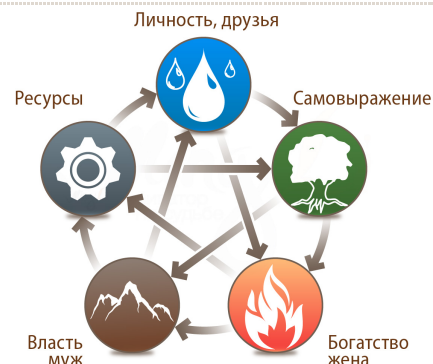 Личность, друзья
Ресурсы
Самовыражение
Власть
муж
Богатство
жена